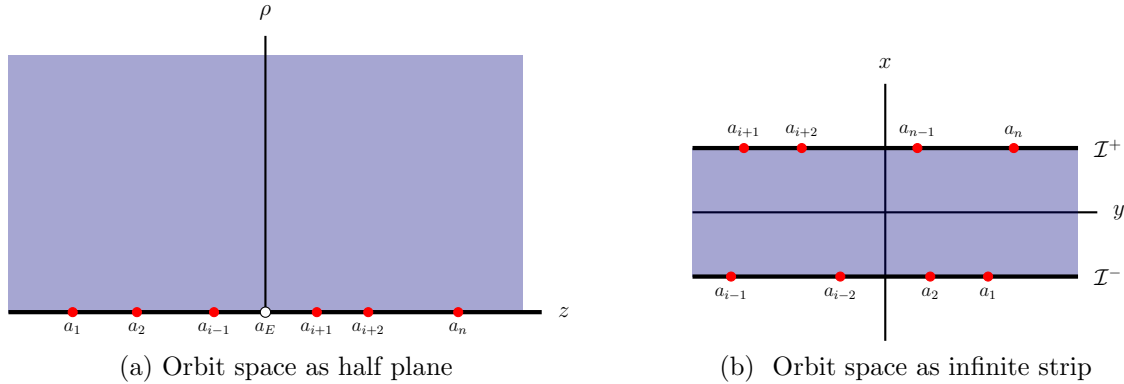 ρ
z
a_1 a_2 a_{i−1} a_E a_{i+1} a_{i+2} a_n
(a) Orbit space as half plane
x
a_{i+1} a_{i+2} a_{n−1} a_n
ℐ^+
y
ℐ^−
a_{i−1} a_{i−2} a_2 a_1
(b) Orbit space as infinite strip